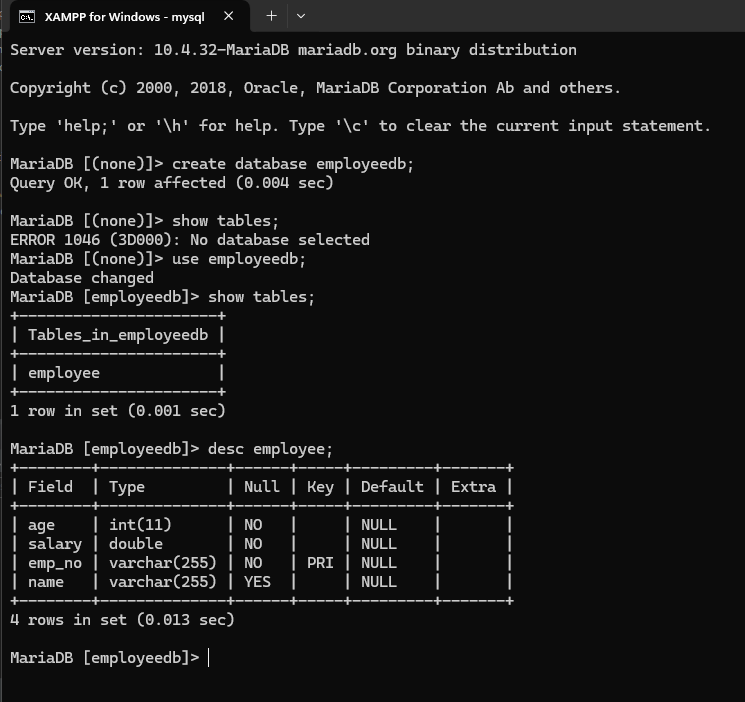 XAMPP for Windows - mysql
Server version: 10.4.32-MariaDB mariadb.org binary distribution
Copyright (c) 2000, 2018, Oracle, MariaDB Corporation Ab and others.
Type 'help;' or '\h' for help. Type '\c' to clear the current input statement.
MariaDB [(none)]> create database employeedb;
Query OK, 1 row affected (0.004 sec)
MariaDB [(none)]> show tables;
ERROR 1046 (3D000): No database selected
MariaDB [(none)]> use employeedb;
Database changed
MariaDB [employeedb]> show tables;
+----------------------+
| Tables_in_employeedb |
+----------------------+
| employee             |
+----------------------+
1 row in set (0.001 sec)
MariaDB [employeedb]> desc employee;
+--------+--------------+------+-----+---------+-------+
| Field  | Type         | Null | Key | Default | Extra |
+--------+--------------+------+-----+---------+-------+
| age    | int(11)      | NO   |     | NULL    |       |
| salary | double       | NO   |     | NULL    |       |
| emp_no | varchar(255) | NO   | PRI | NULL    |       |
| name   | varchar(255) | YES  |     | NULL    |       |
+--------+--------------+------+-----+---------+-------+
4 rows in set (0.013 sec)
MariaDB [employeedb]>